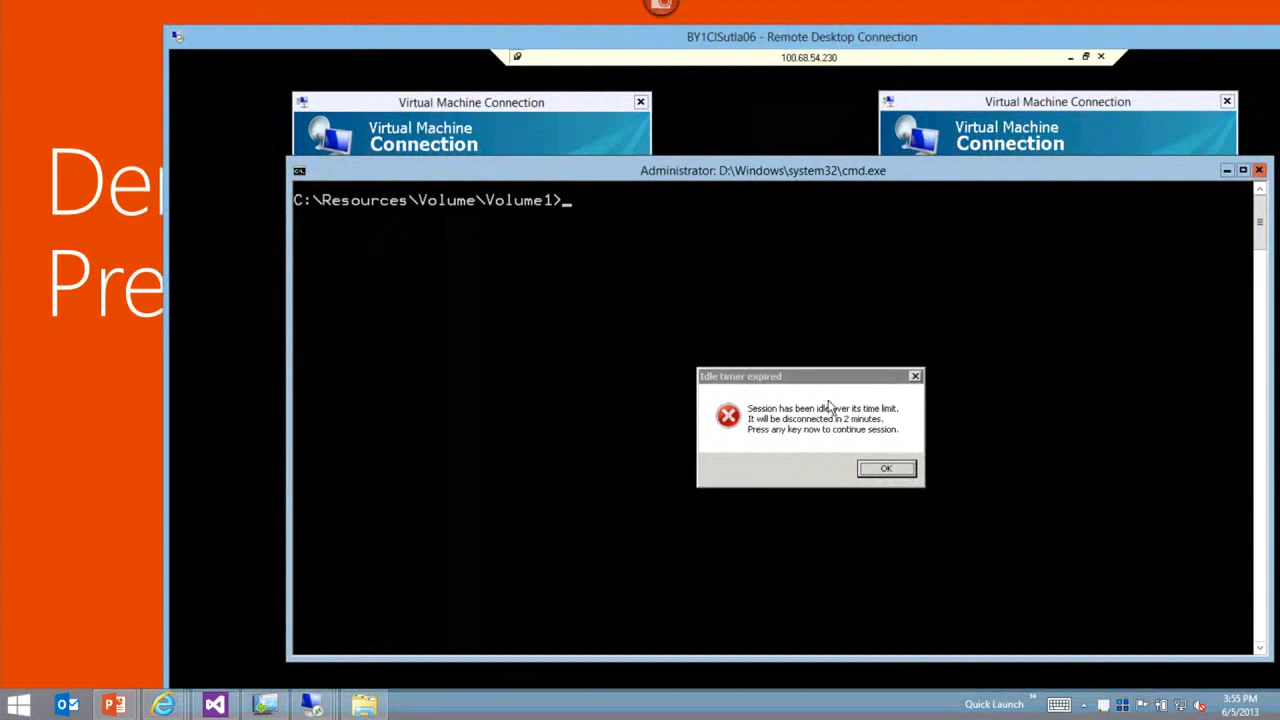 BY1CISutla06 - Remote Desktop Connection
100.68.54.230
Virtual Machine Connection
Virtual Machine
Connection
Virtual Machine Connection
Virtual Machine
Connection
Administrator: D:\Windows\system32\cmd.exe
C:\Resources\Volume\Volume1>_
Der
Pre
Idle timer expired
Session has been idle over its time limit.
It will be disconnected in 2 minutes.
Press any key now to continue session.
OK
Quick Launch
3:55 PM
6/5/2013